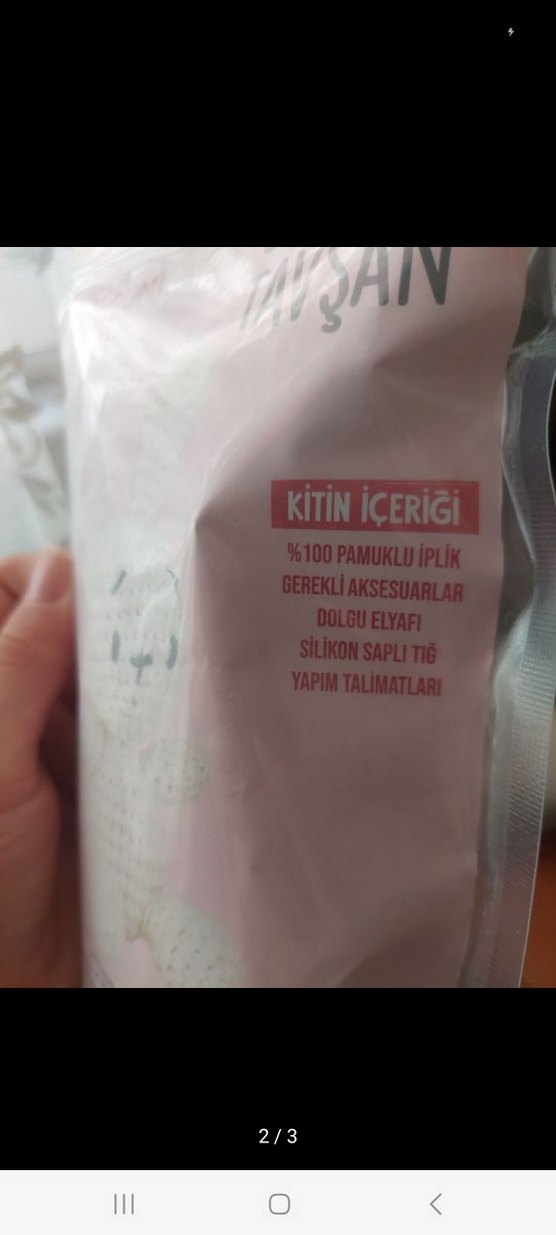 TAVŞAN
KİTİN İÇERİĞİ
%100 PAMUKLU İPLİK
GEREKLİ AKSESUARLAR
DOLGU ELYAFI
SİLİKON SAPLI TIĞ
YAPIM TALİMATLARI
2 / 3